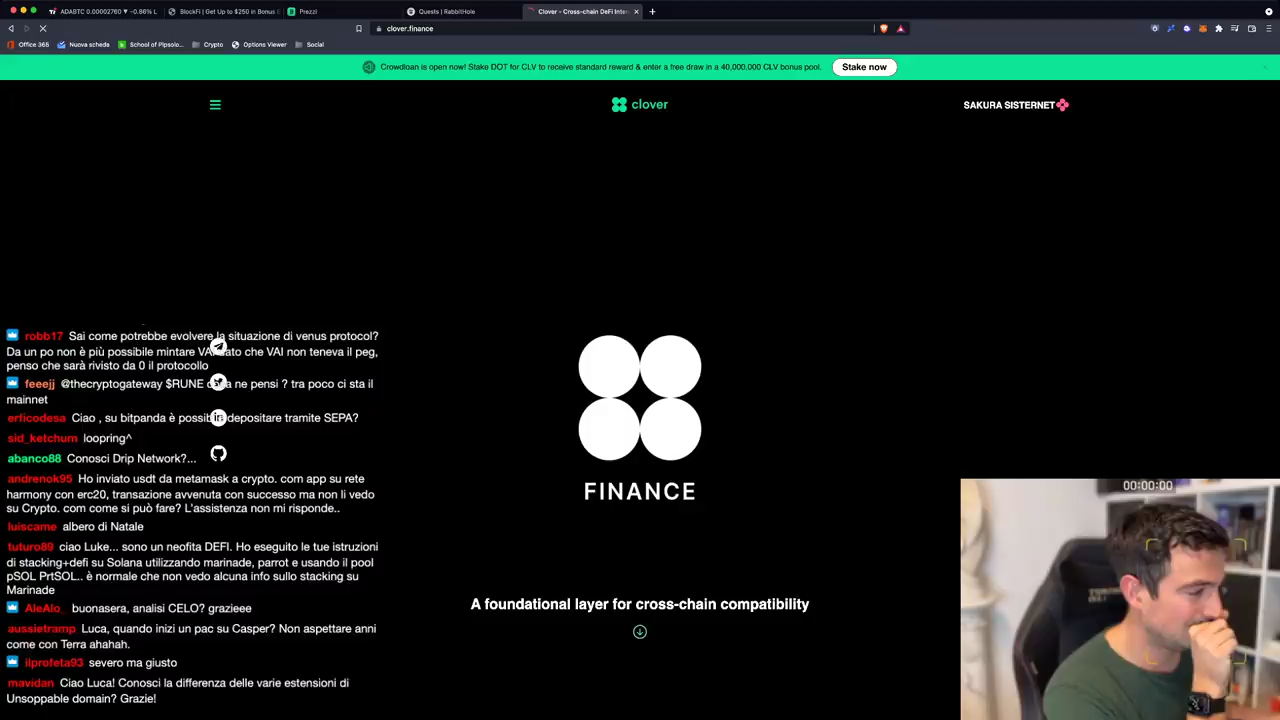 ADABTC 0.00002760 ▼ −0.86% L
BlockFi | Get Up to $250 in Bonus
Prezzi
Quests | RabbitHole
Clover - Cross-chain DeFi Inter
clover.finance
Office 365
Nuova scheda
School of Pipsolo...
Crypto
Options Viewer
Social
Crowdloan is open now! Stake DOT for CLV to receive standard reward & enter a free draw in a 40,000,000 CLV bonus pool.
Stake now
clover
SAKURA SISTERNET
robb17 Sai come potrebbe evolvere la situazione di venus protocol?
Da un po non è più possibile mintare VAI dato che VAI non teneva il peg,
penso che sarà rivisto da 0 il protocollo
feeejj @thecryptogateway $RUNE ne pensi ? tra poco ci sta il
mainnet
erficodesa Ciao , su bitpanda è possibile depositare tramite SEPA?
sid_ketchum loopring^
abanco88 Conosci Drip Network?...
andrenok95 Ho inviato usdt da metamask a crypto. com app su rete
harmony con erc20, transazione avvenuta con successo ma non li vedo
su Crypto. com come si può fare? L'assistenza non mi risponde..
luiscame albero di Natale
tuturo89 ciao Luke... sono un neofita DEFI. Ho eseguito le tue istruzioni
di stacking+defi su Solana utilizzando marinade, parrot e usando il pool
pSOL PrtSOL.. è normale che non vedo alcuna info sullo stacking su
Marinade
AleAlo_ buonasera, analisi CELO? grazieee
aussietramp Luca, quando inizi un pac su Casper? Non aspettare anni
come con Terra ahahah.
ilprofeta93 severo ma giusto
mavidan Ciao Luca! Conosci la differenza delle varie estensioni di
Unsoppable domain? Grazie!
FINANCE
A foundational layer for cross-chain compatibility
00:00:00